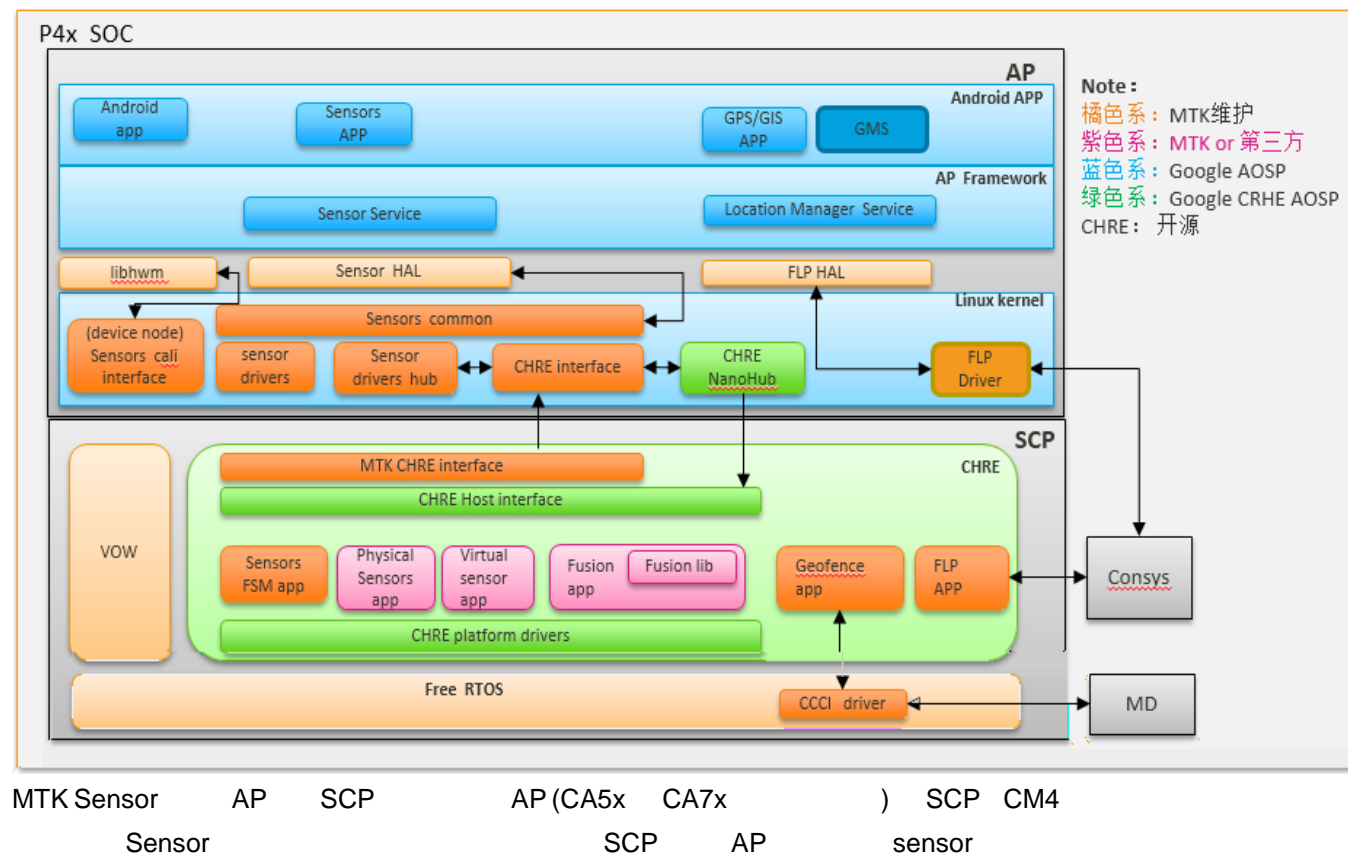 P4x SOC
AP
Android APP
Android
app
Sensors
APP
GPS/GIS
APP
GMS
AP Framework
Sensor Service
Location Manager Service
libhwm
Sensor HAL
FLP HAL
Linux kernel
(device node)
Sensors cali
interface
Sensors common
sensor
drivers
Sensor
drivers hub
CHRE interface
CHRE
NanoHub
FLP
Driver
Note：
橘色系：MTK维护
紫色系：MTK or 第三方
蓝色系：Google AOSP
绿色系：Google CRHE AOSP
CHRE： 开源
SCP
CHRE
VOW
MTK CHRE interface
CHRE Host interface
Sensors
FSM app
Physical
Sensors
app
Virtual
sensor
app
Fusion
app
Fusion lib
Geofence
app
FLP
APP
Consys
CHRE platform drivers
Free RTOS
CCCI driver
MD
MTK Sensor AP SCP AP (CA5x CA7x ) SCP CM4
Sensor SCP AP sensor